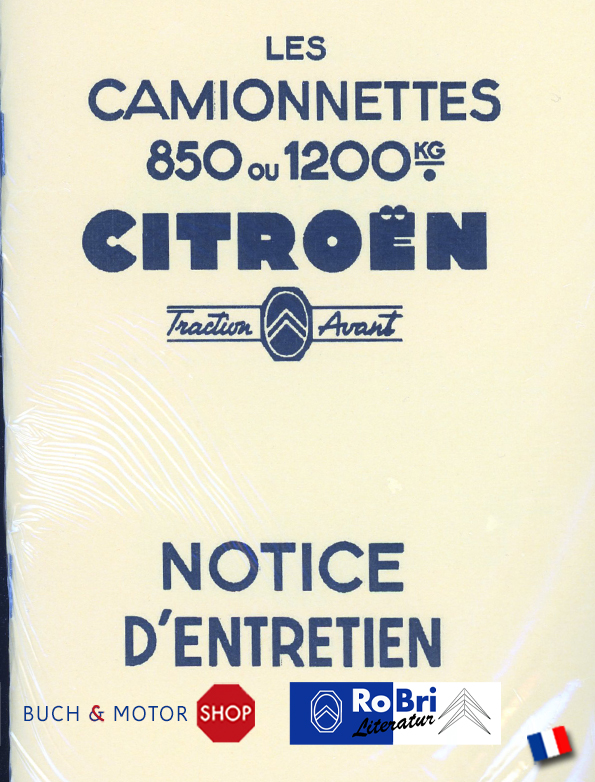 LES
CAMIONNETTES
850 OU 1200 KG
CITROËN
Traction Avant
NOTICE
D'ENTRETIEN
BUCH & MOTOR SHOP
RoBri
Literatur